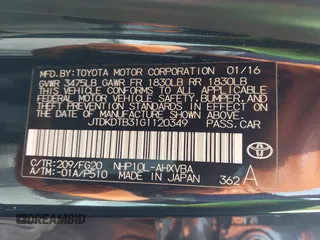 MFD. BY: TOYOTA MOTOR CORPORATION 01/16
GVWR 3475LB GAWR FR 1830LB RR 1830LB
THIS VEHICLE CONFORMS TO ALL APPLICABLE
FEDERAL MOTOR VEHICLE SAFETY, BUMPER, AND
THEFT PREVENTION STANDARDS IN EFFECT ON THE
DATE OF MANUFACTURE SHOWN ABOVE.
JTDKDTB31G1120349 PASS.CAR
C/TR:209/FG20 NHP10L-AHXVBA
A/TM:-01A/P510 MADE IN JAPAN 362A
TOYOTA
DREAMBID